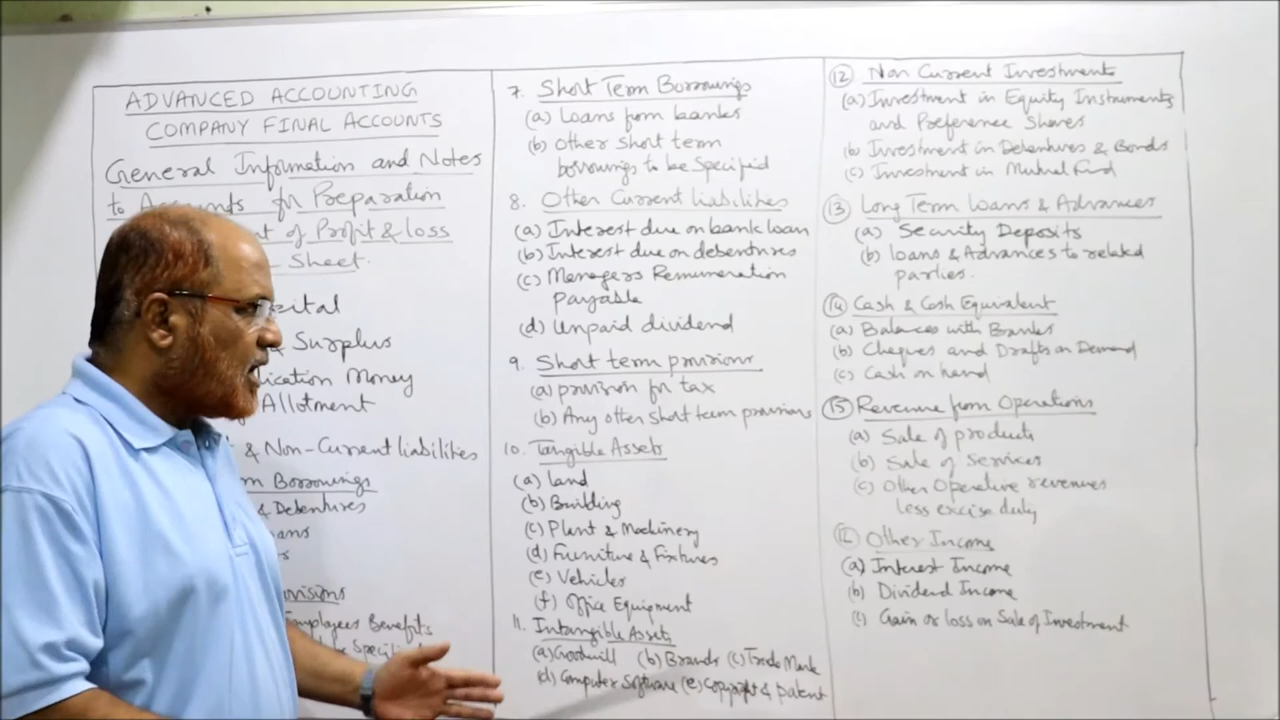 ADVANCED ACCOUNTING
COMPANY FINAL ACCOUNTS
General Information and Notes
to Accounts for Preparation
of Profit & loss
Sheet.
& Surplus
Money
Allotment
& Non-Current liabilities
Borrowings
& Debentures
Employees Benefits
be
7. Short Term Borrowings
(a) Loans from banks
(b) Other short term
borrowings to be Specified
8. Other Current liabilities
(a) Interest due on bank loan
(b) Interest due on debentures
(c) Managers Remuneration
payable
(d) Unpaid dividend
9. Short term provisions
(a) provision for tax
(b) Any other short term provisions
10. Tangible Assets
(a) land
(b) Building
(c) Plant & Machinery
(d) Furniture & Fixtures
(e) Vehicles
(f) Office Equipment
11. Intangible Assets
(a) Goodwill (b) Brands (c) Trade Mark
(d) Computer Software (e) Copyright & patent
12 Non Current Investments
(a) Investment in Equity Instruments
and Preference Shares
(b) Investment in Debentures & Bonds
(c) Investment in Mutual Fund
13 Long Term Loans & Advances
(a) Security Deposits
(b) loans & Advances to related
parties.
14 Cash & Cash Equivalent
(a) Balances with Banks
(b) Cheques and Drafts on Demand
(c) Cash on hand
15 Revenue from Operations
(a) Sale of products
(b) Sale of services
(c) Other Operative revenues
less excise duty
16 Other Income
(a) Interest Income
(b) Dividend Income
(c) Gain or loss on Sale of Investment